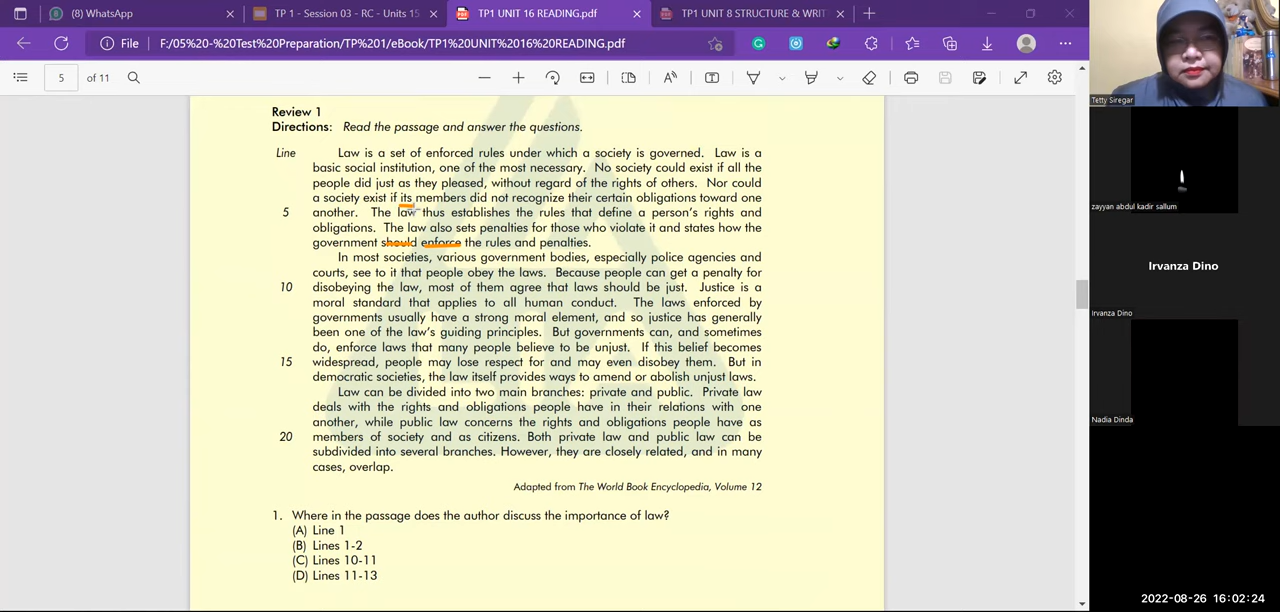 (8) WhatsApp
TP 1 - Session 03 - RC - Units 15
TP1 UNIT 16 READING.pdf
TP1 UNIT 8 STRUCTURE & WRIT
File
F:/05%20-%20Test%20Preparation/TP%201/eBook/TP1%20UNIT%2016%20READING.pdf
5 of 11
Review 1
Directions: Read the passage and answer the questions.
Line Law is a set of enforced rules under which a society is governed. Law is a
basic social institution, one of the most necessary. No society could exist if all the
people did just as they pleased, without regard of the rights of others. Nor could
a society exist if its members did not recognize their certain obligations toward one
5 another. The law thus establishes the rules that define a person's rights and
obligations. The law also sets penalties for those who violate it and states how the
government should enforce the rules and penalties.
In most societies, various government bodies, especially police agencies and
courts, see to it that people obey the laws. Because people can get a penalty for
10 disobeying the law, most of them agree that laws should be just. Justice is a
moral standard that applies to all human conduct. The laws enforced by
governments usually have a strong moral element, and so justice has generally
been one of the law's guiding principles. But governments can, and sometimes
do, enforce laws that many people believe to be unjust. If this belief becomes
15 widespread, people may lose respect for and may even disobey them. But in
democratic societies, the law itself provides ways to amend or abolish unjust laws.
Law can be divided into two main branches: private and public. Private law
deals with the rights and obligations people have in their relations with one
another, while public law concerns the rights and obligations people have as
20 members of society and as citizens. Both private law and public law can be
subdivided into several branches. However, they are closely related, and in many
cases, overlap.
Adapted from The World Book Encyclopedia, Volume 12
1. Where in the passage does the author discuss the importance of law?
(A) Line 1
(B) Lines 1-2
(C) Lines 10-11
(D) Lines 11-13
Tetty Siregar
zayyan abdul kadir sallum
Irvanza Dino
Irvanza Dino
Nadia Dinda
2022-08-26 16:02:24